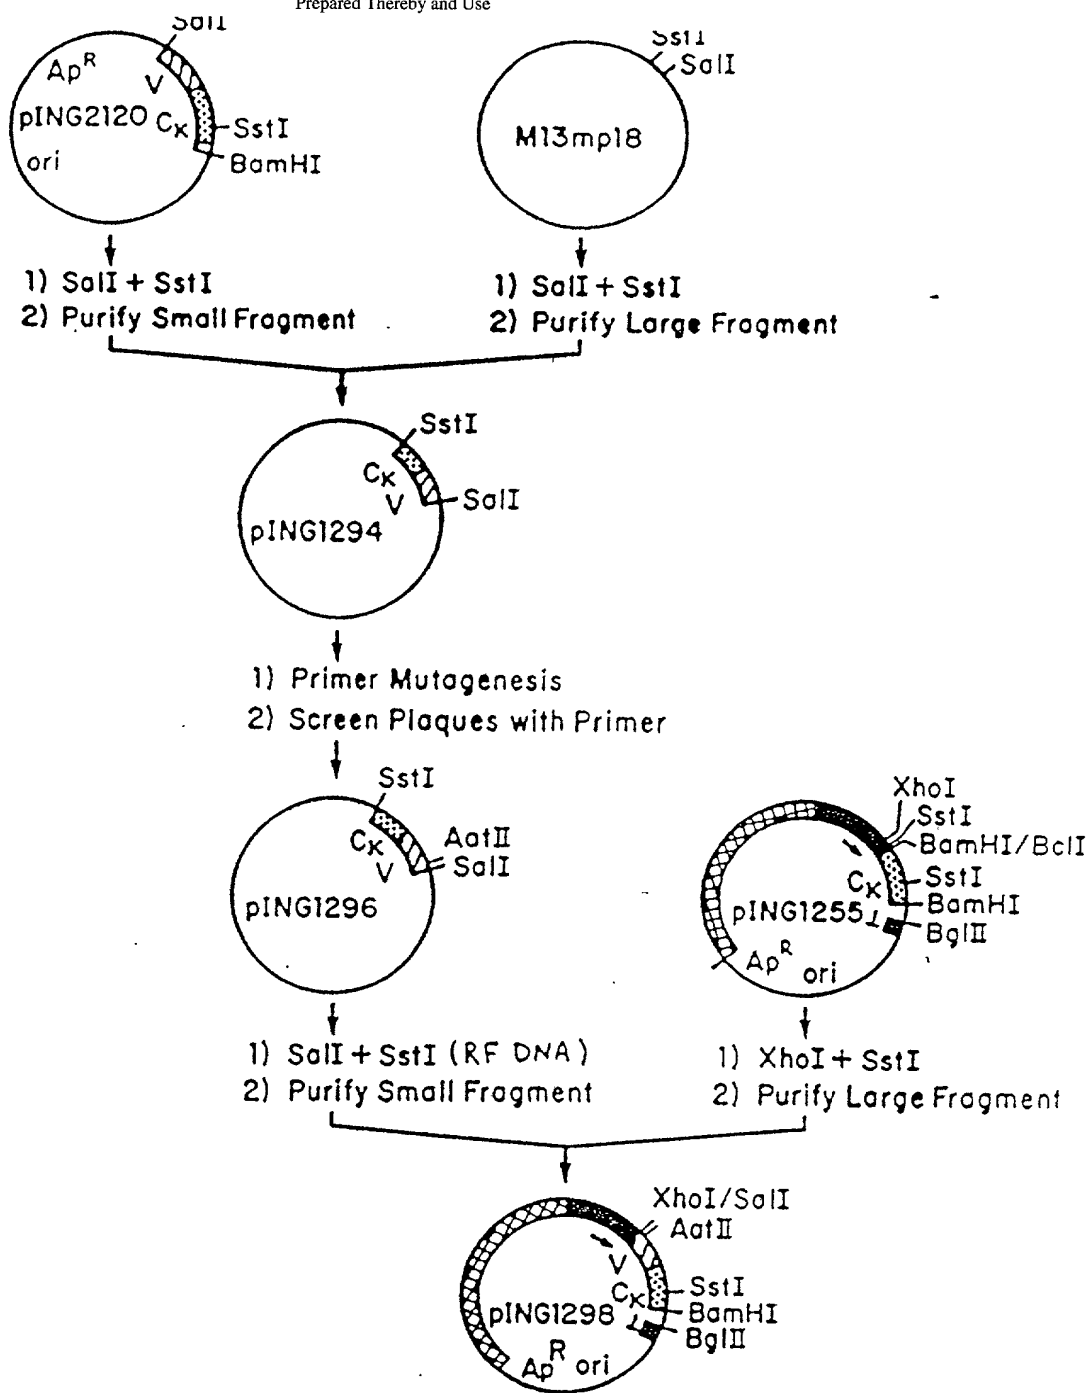 Prepared Thereby and Use
SalI
Ap^R
V
pING2120 Cκ
SstI
ori
BamHI
SstI
SalI
M13mp18
1) SalI + SstI
2) Purify Small Fragment
1) SalI + SstI
2) Purify Large Fragment
SstI
Cκ
V
SalI
pING1294
1) Primer Mutagenesis
2) Screen Plaques with Primer
SstI
Cκ
AatII
V
SalI
pING1296
XhoI
SstI
BamHI/BclI
Cκ
SstI
BamHI
pING1255
BglII
Ap^R ori
1) SalI + SstI (RF DNA)
2) Purify Small Fragment
1) XhoI + SstI
2) Purify Large Fragment
XhoI/SalI
AatII
V
Cκ
SstI
BamHI
pING1298
BglII
Ap^R ori